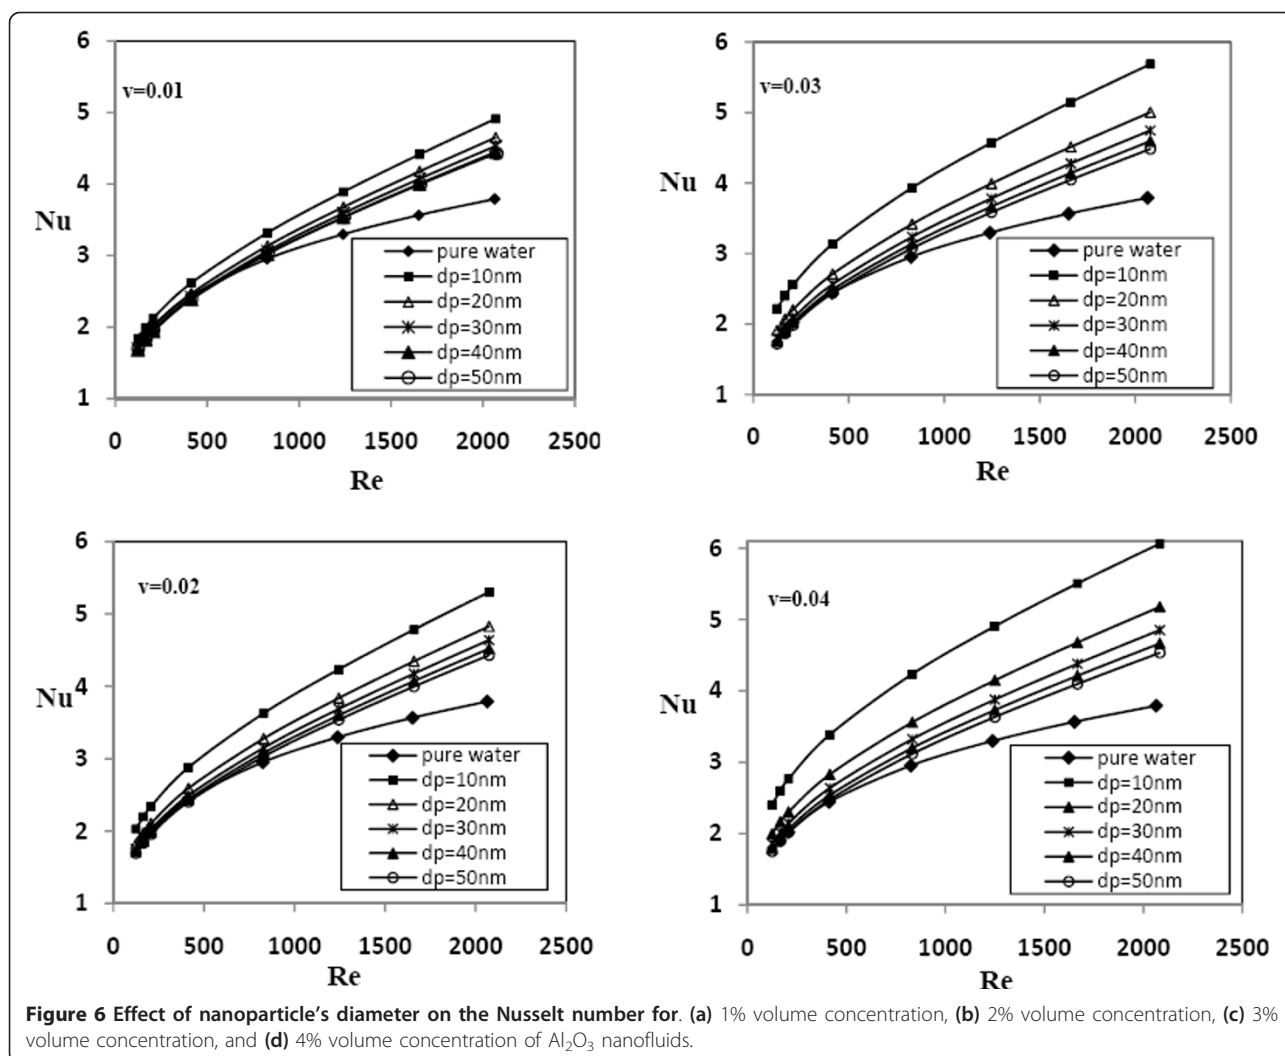 6
5
4
3
2
1
Nu
v=0.01
pure water
dp=10nm
dp=20nm
dp=30nm
dp=40nm
dp=50nm
0 500 1000 1500 2000 2500
Re
6
5
4
3
2
1
Nu
v=0.03
pure water
dp=10nm
dp=20nm
dp=30nm
dp=40nm
dp=50nm
0 500 1000 1500 2000 2500
Re
6
5
4
3
2
1
Nu
v=0.02
pure water
dp=10nm
dp=20nm
dp=30nm
dp=40nm
dp=50nm
0 500 1000 1500 2000 2500
Re
6
5
4
3
2
1
Nu
v=0.04
pure water
dp=10nm
dp=20nm
dp=30nm
dp=40nm
dp=50nm
0 500 1000 1500 2000 2500
Re
Figure 6 Effect of nanoparticle's diameter on the Nusselt number for. (a) 1% volume concentration, (b) 2% volume concentration, (c) 3%
volume concentration, and (d) 4% volume concentration of Al₂O₃ nanofluids.